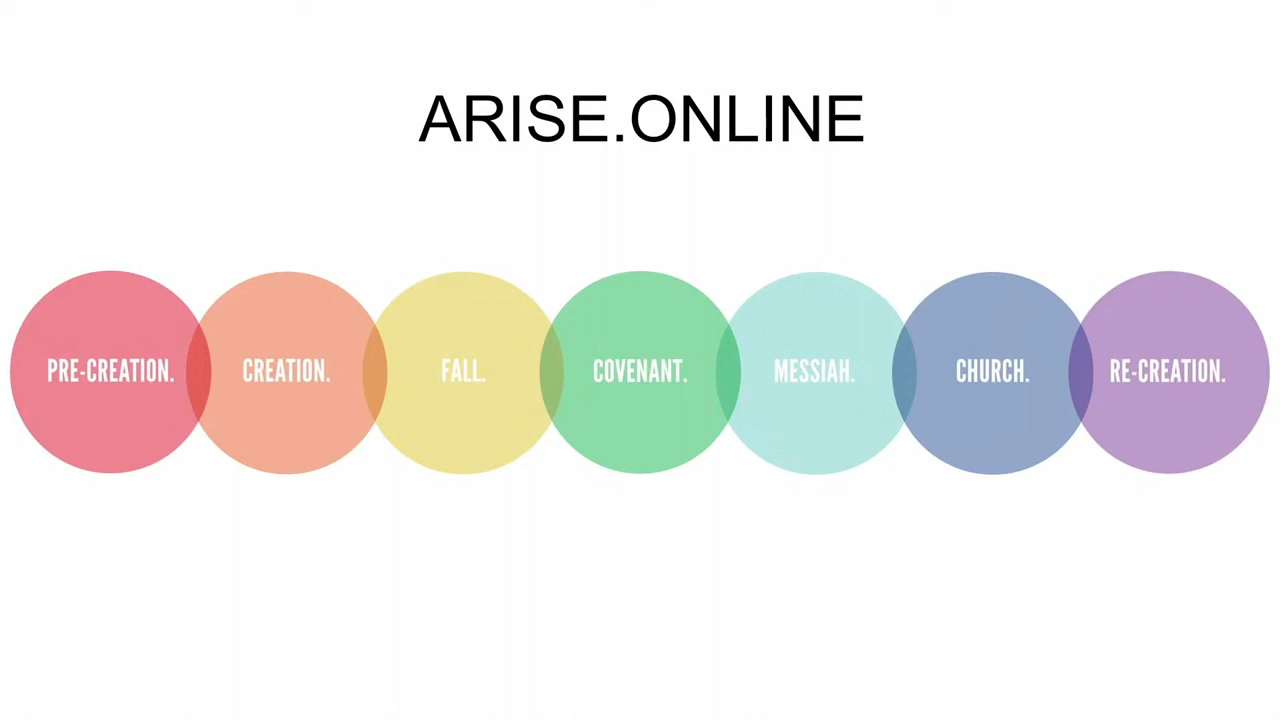 ARISE.ONLINE
PRE-CREATION. CREATION. FALL. COVENANT. MESSIAH. CHURCH. RE-CREATION.